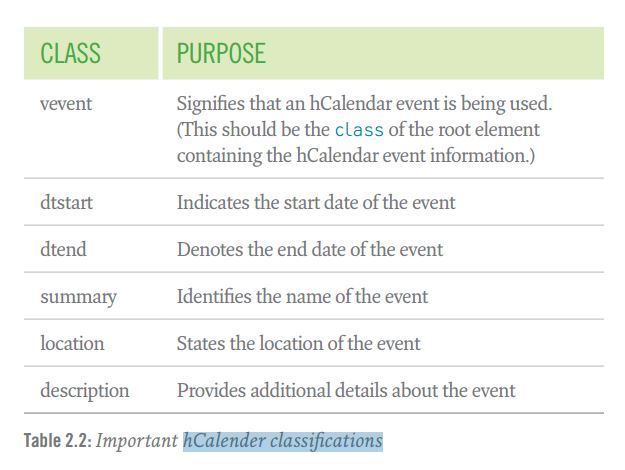 CLASS PURPOSE
vevent Signifies that an hCalendar event is being used.
(This should be the class of the root element
containing the hCalendar event information.)
dtstart Indicates the start date of the event
dtend Denotes the end date of the event
summary Identifies the name of the event
location States the location of the event
description Provides additional details about the event
Table 2.2: Important hCalender classifications